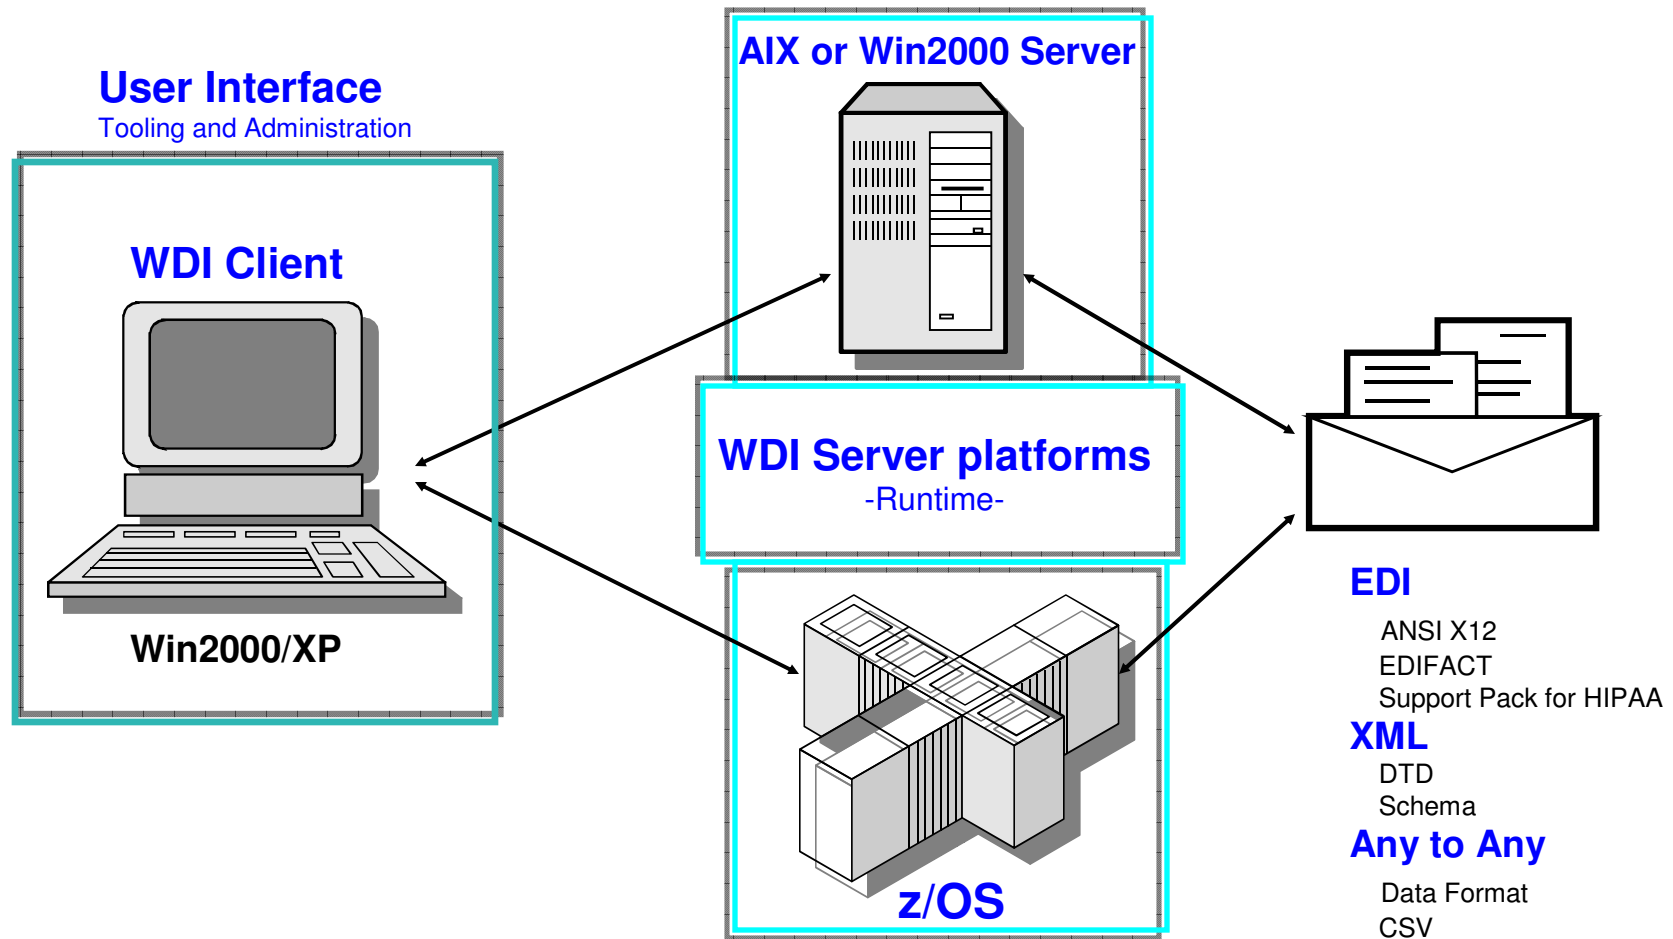 User Interface
Tooling and Administration
WDI Client
Win2000/XP
AIX or Win2000 Server
WDI Server platforms
-Runtime-
z/OS
EDI
ANSI X12
EDIFACT
Support Pack for HIPAA
XML
DTD
Schema
Any to Any
Data Format
CSV